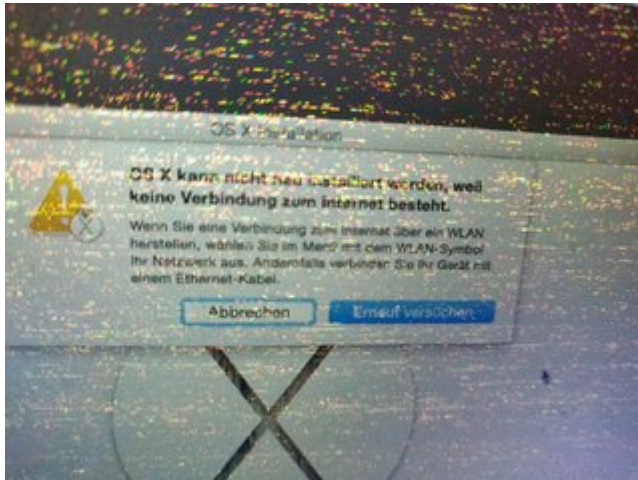 OS X Installation
OS X kann nicht neu installiert werden, weil
keine Verbindung zum Internet besteht.
Wenn Sie eine Verbindung zum Internet über ein WLAN
herstellen, wählen Sie im Menü mit dem WLAN-Symbol
Ihr Netzwerk aus. Andernfalls verbinden Sie Ihr Gerät mit
einem Ethernet-Kabel.
Abbrechen
Erneut versuchen